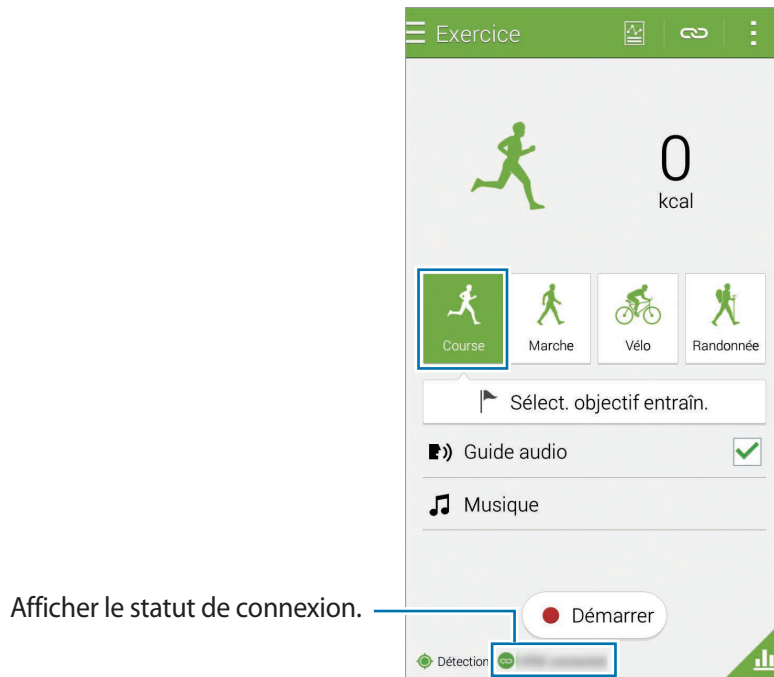 Exercice
0
kcal
Course
Marche
Vélo
Randonnée
Sélect. objectif entraîn.
Guide audio
Musique
Afficher le statut de connexion.
Démarrer
Détection